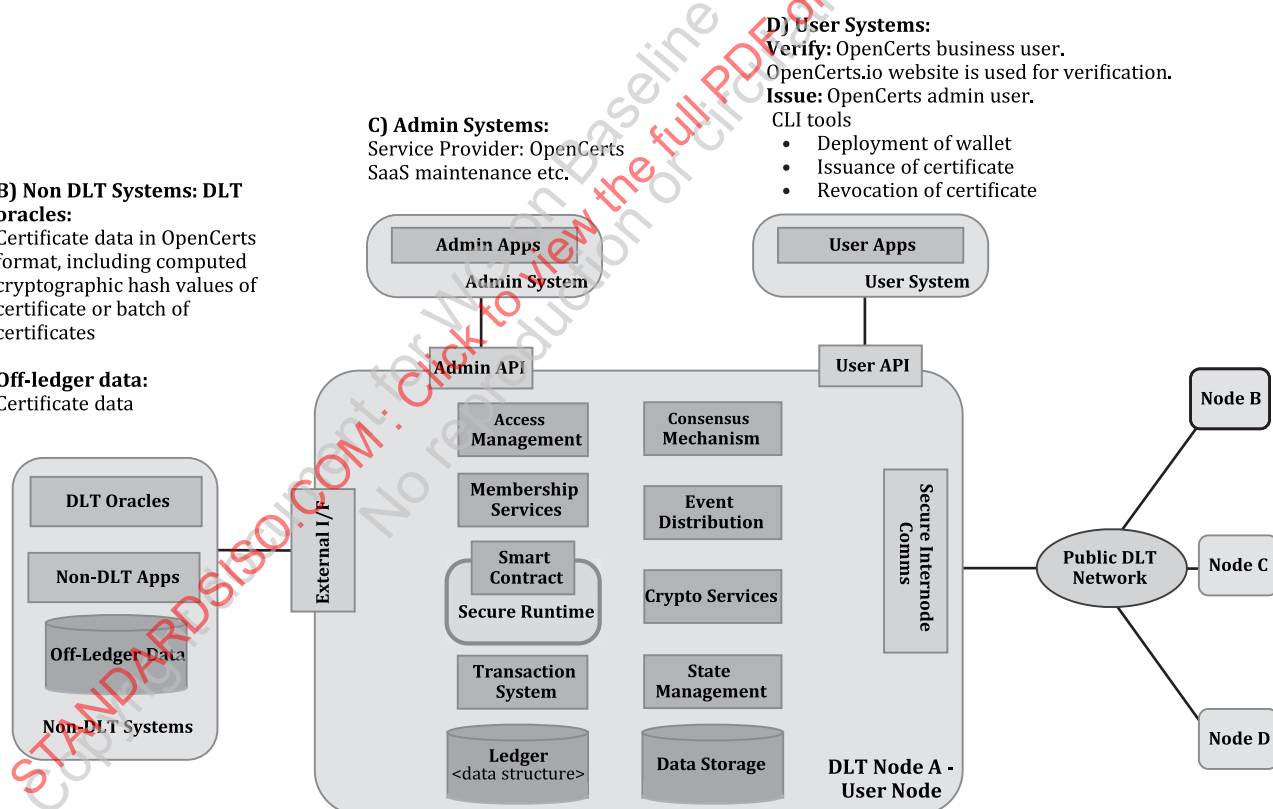 D) User Systems:
Verify: OpenCerts business user.
OpenCerts.io website is used for verification.
Issue: OpenCerts admin user.
CLI tools
• Deployment of wallet
• Issuance of certificate
• Revocation of certificate
C) Admin Systems:
Service Provider: OpenCerts
SaaS maintenance etc.
B) Non DLT Systems: DLT
oracles:
Certificate data in OpenCerts
format, including computed
cryptographic hash values of
certificate or batch of
certificates
Off-ledger data:
Certificate data
Admin Apps
Admin System
User Apps
User System
Admin API
User API
DLT Oracles
Non-DLT Apps
Off-Ledger Data
Non-DLT Systems
External I/F
Access
Management
Consensus
Mechanism
Membership
Services
Event
Distribution
Smart
Contract
Secure Runtime
Crypto Services
Transaction
System
State
Management
Ledger
<data structure>
Data Storage
DLT Node A -
User Node
Secure Internode
Comms
Public DLT
Network
Node B
Node C
Node D
STANDARDSISO.COM : Click to view the full PDF of
Copyright document for on Baseline
No reproduction or